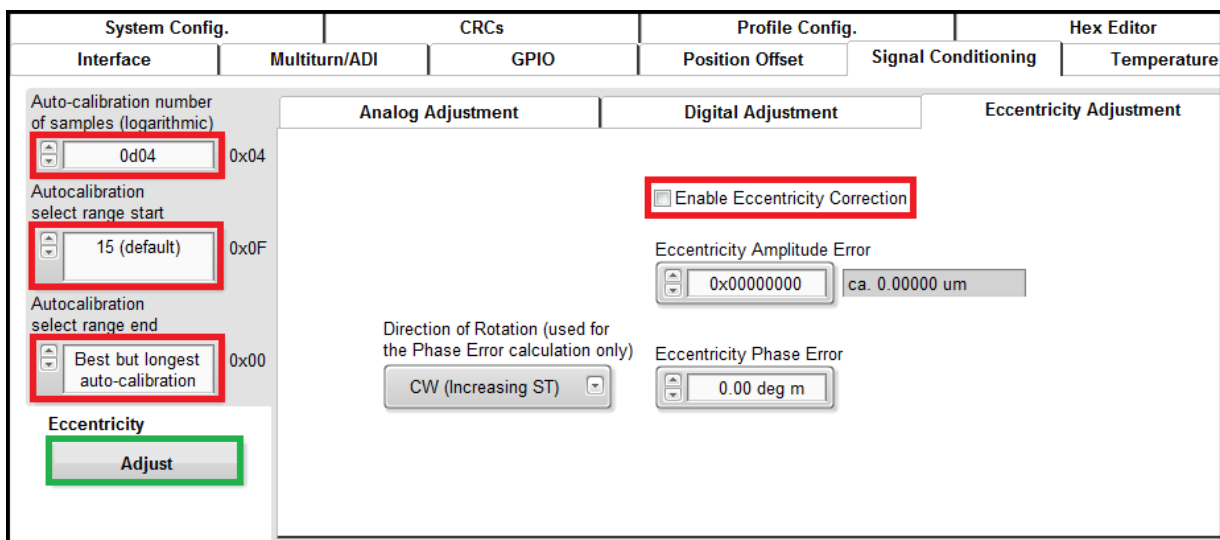 System Config.
CRCs
Profile Config.
Hex Editor
Interface
Multiturn/ADI
GPIO
Position Offset
Signal Conditioning
Temperature
Auto-calibration number
of samples (logarithmic)
0d04
0x04
Autocalibration
select range start
15 (default)
0x0F
Autocalibration
select range end
Best but longest
auto-calibration
0x00
Eccentricity
Adjust
Analog Adjustment
Digital Adjustment
Eccentricity Adjustment
Enable Eccentricity Correction
Eccentricity Amplitude Error
0x00000000
ca. 0.00000 um
Direction of Rotation (used for
the Phase Error calculation only)
CW (Increasing ST)
Eccentricity Phase Error
0.00 deg m